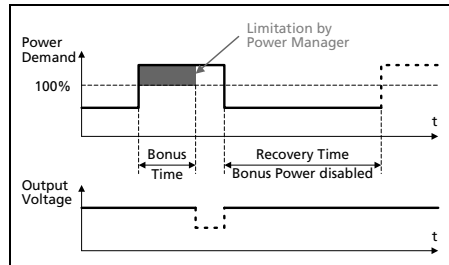 Power
Demand
Limitation by
Power Manager
100%
t
Bonus
Time
Recovery Time
Bonus Power disabled
Output
Voltage
t